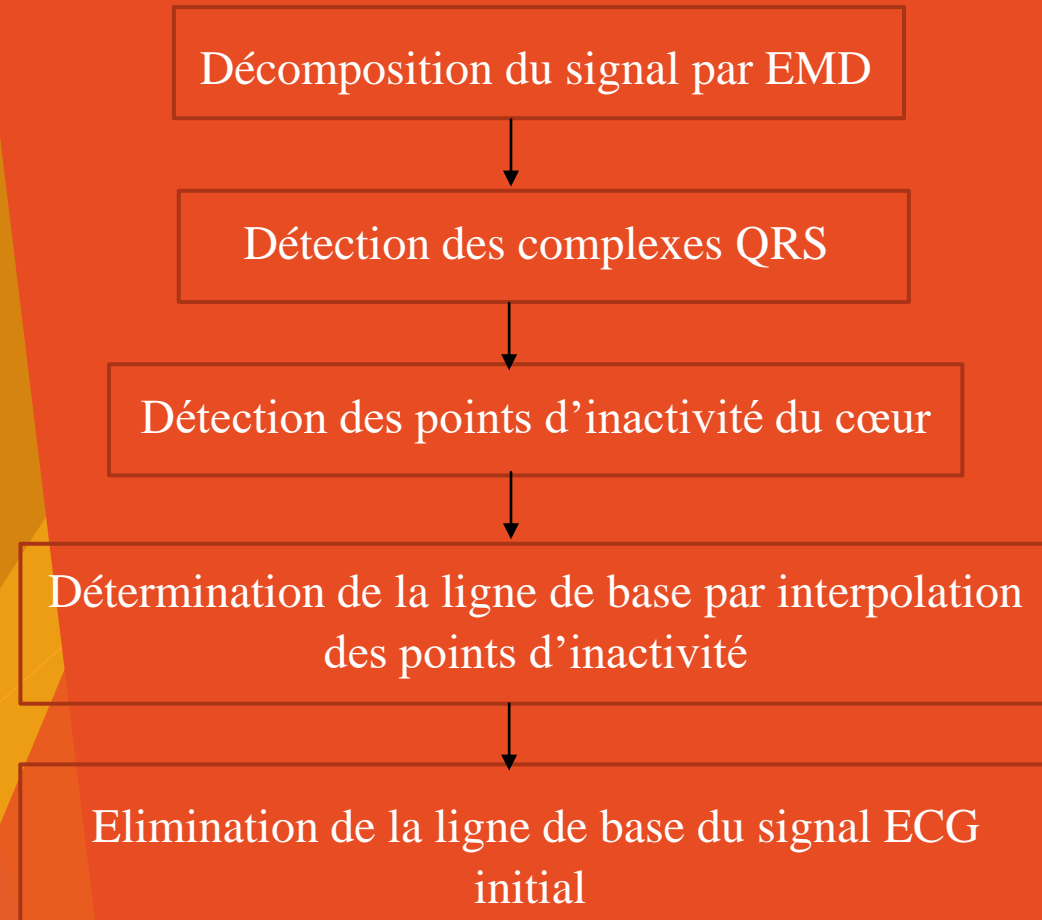 Décomposition du signal par EMD
Détection des complexes QRS
Détection des points d’inactivité du cœur
Détermination de la ligne de base par interpolation
des points d’inactivité
Elimination de la ligne de base du signal ECG
initial